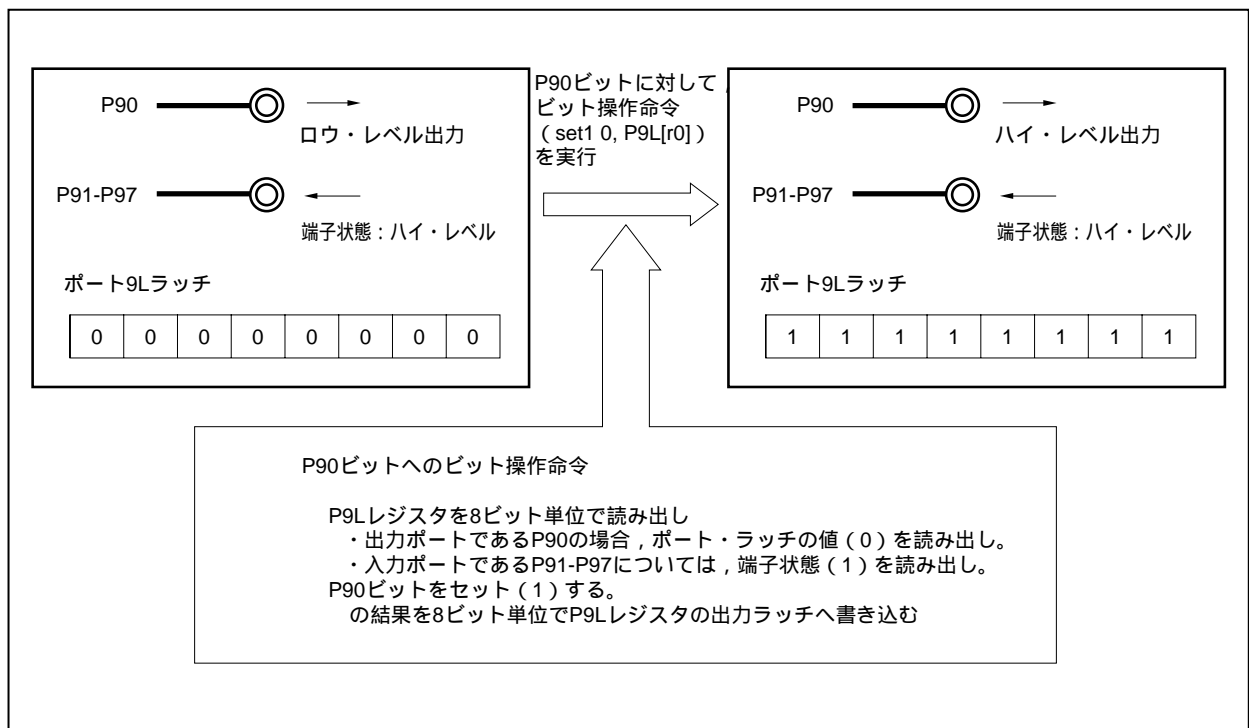 P90
ロウ・レベル出力
P91-P97
端子状態：ハイ・レベル
ポート9Lラッチ
0 0 0 0 0 0 0 0
P90ビットに対して，
ビット操作命令
（set1 0, P9L[r0]）
を実行
P90
ハイ・レベル出力
P91-P97
端子状態：ハイ・レベル
ポート9Lラッチ
1 1 1 1 1 1 1 1
P90ビットへのビット操作命令
P9Lレジスタを8ビット単位で読み出し
・出力ポートであるP90の場合，ポート・ラッチの値（0）を読み出し。
・入力ポートであるP91-P97については，端子状態（1）を読み出し。
P90ビットをセット（1）する。
の結果を8ビット単位でP9Lレジスタの出力ラッチへ書き込む